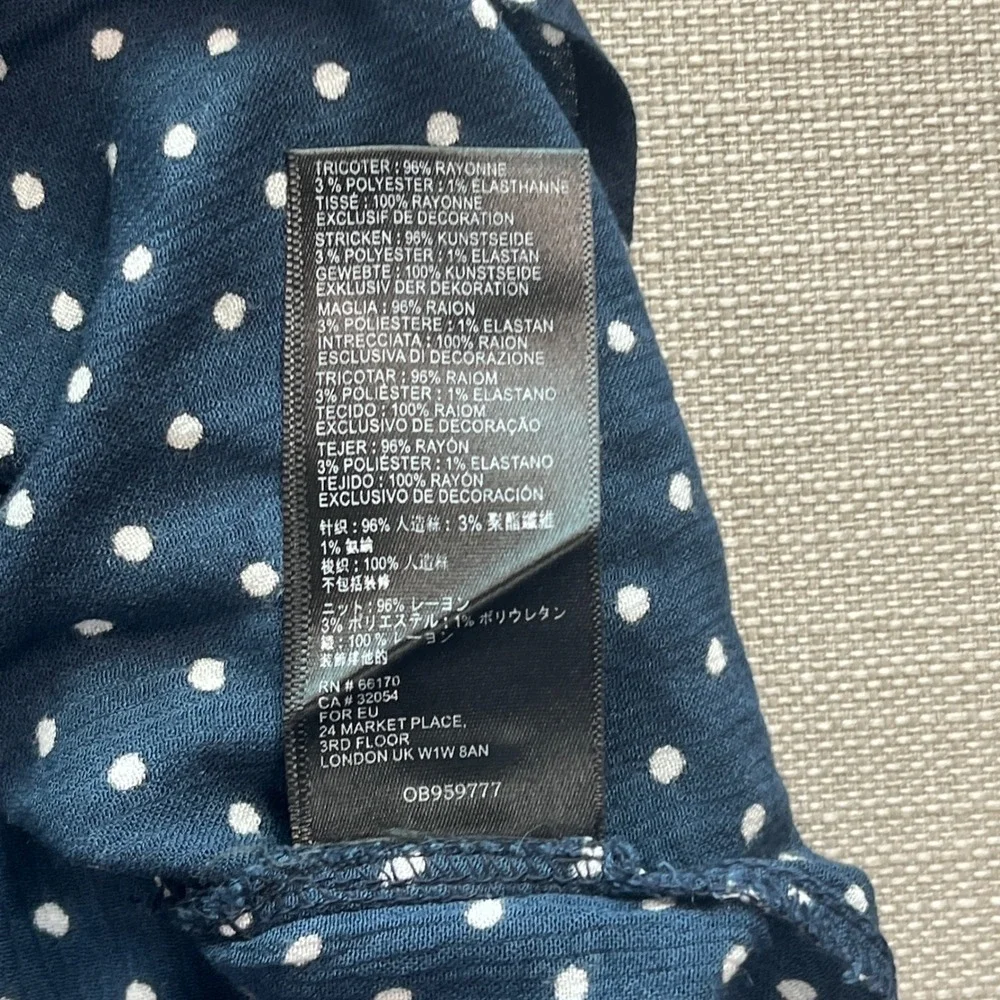 TRICOTER : 96% RAYONNE
3 % POLYESTER : 1% ELASTHANNE
TISSÉ : 100% RAYONNE
EXCLUSIF DE DECORATION
STRICKEN : 96% KUNSTSEIDE
3 % POLYESTER : 1% ELASTAN
GEWEBTE : 100% KUNSTSEIDE
EXKLUSIV DER DEKORATION
MAGLIA : 96% RAION
3% POLIESTERE : 1% ELASTAN
INTRECCIATA : 100% RAION
ESCLUSIVA DI DECORAZIONE
TRICOTAR : 96% RAIOM
3% POLIÉSTER : 1% ELASTANO
TECIDO : 100% RAIOM
EXCLUSIVO DE DECORAÇÃO
TEJER : 96% RAYÓN
3% POLIÉSTER : 1% ELASTANO
TEJIDO : 100% RAYÓN
EXCLUSIVO DE DECORACIÓN
针织 : 96% 人造絲 : 3% 聚酯纖維
1% 氨綸
梭织 : 100% 人造絲
不包括裝飾
ニット : 96% レーヨン
3% ポリエステル : 1% ポリウレタン
: 100 % レーヨン
RN # 66170
CA # 32054
FOR EU
24 MARKET PLACE,
3RD FLOOR
LONDON UK W1W 8AN
OB959777